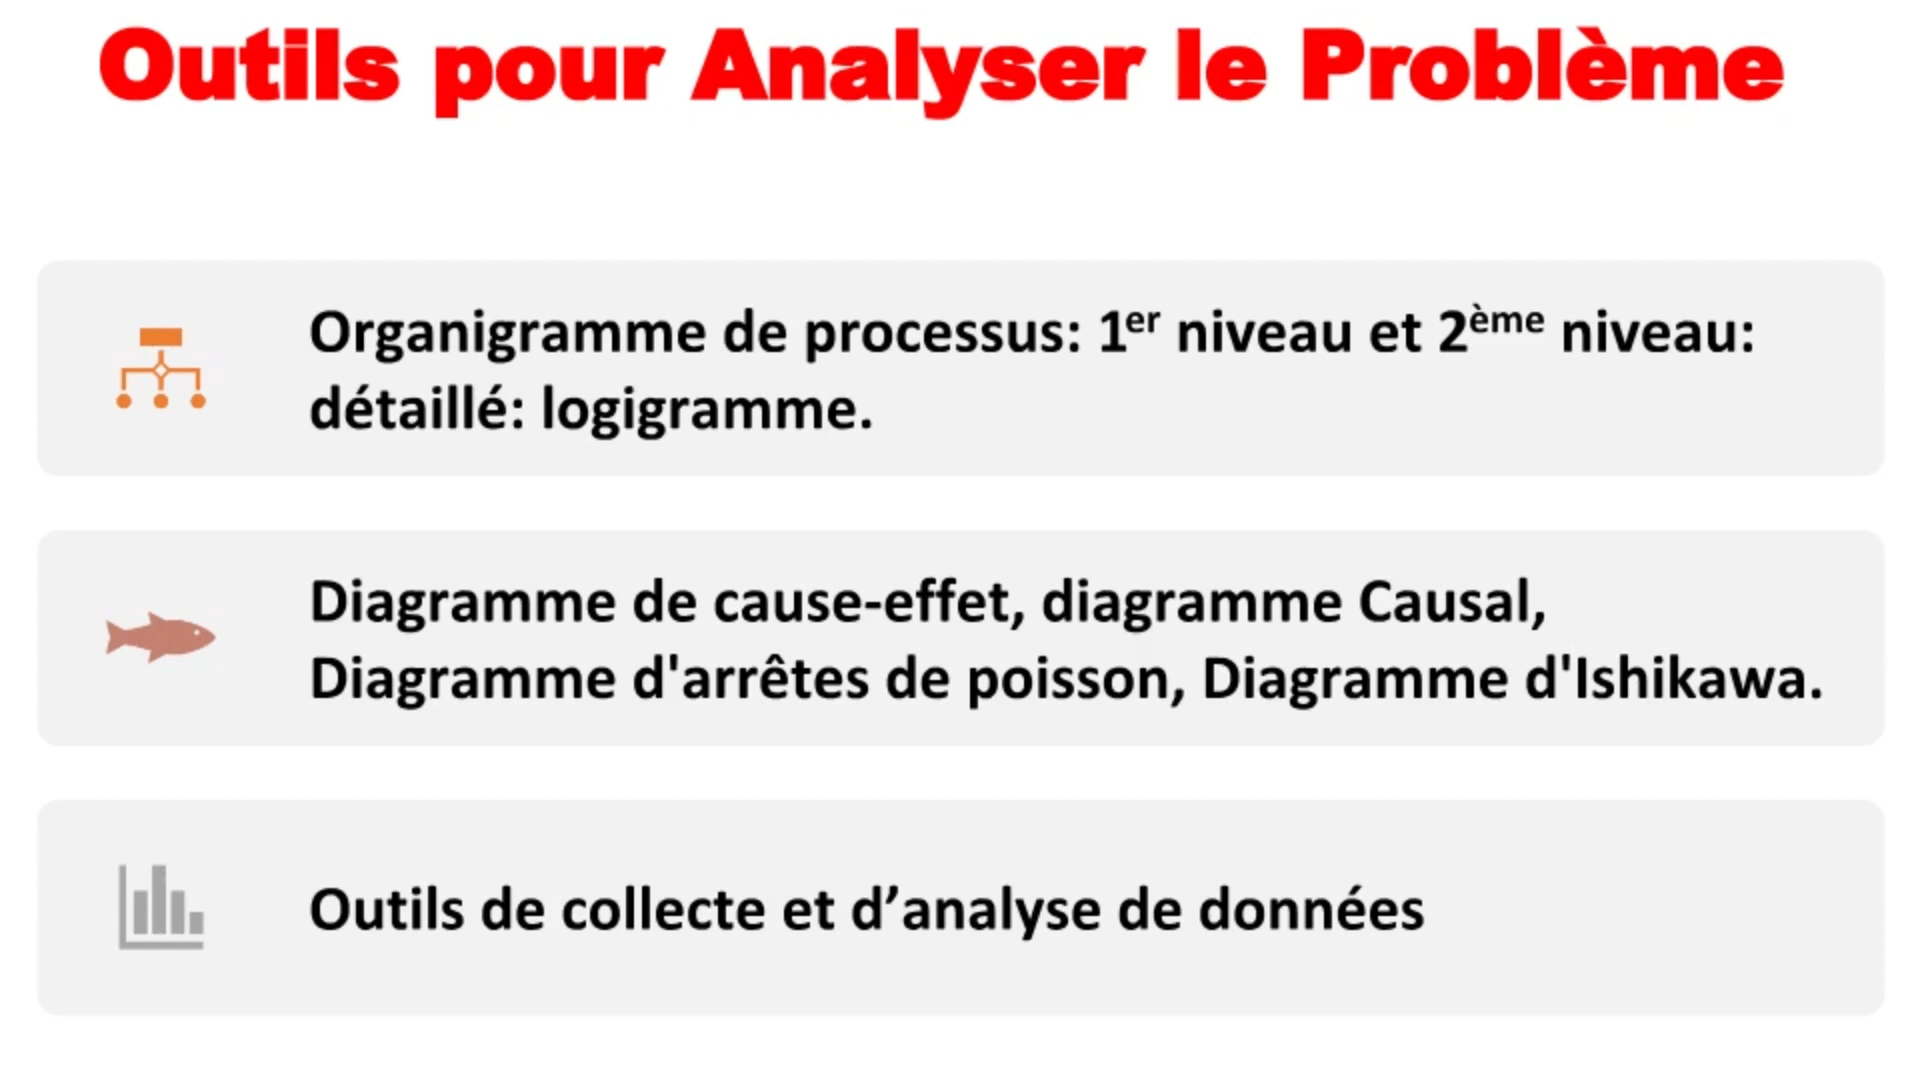 Outils pour Analyser le Problème
Organigramme de processus: 1er niveau et 2ème niveau:
détaillé: logigramme.
Diagramme de cause-effet, diagramme Causal,
Diagramme d'arrêtes de poisson, Diagramme d'Ishikawa.
Outils de collecte et d’analyse de données